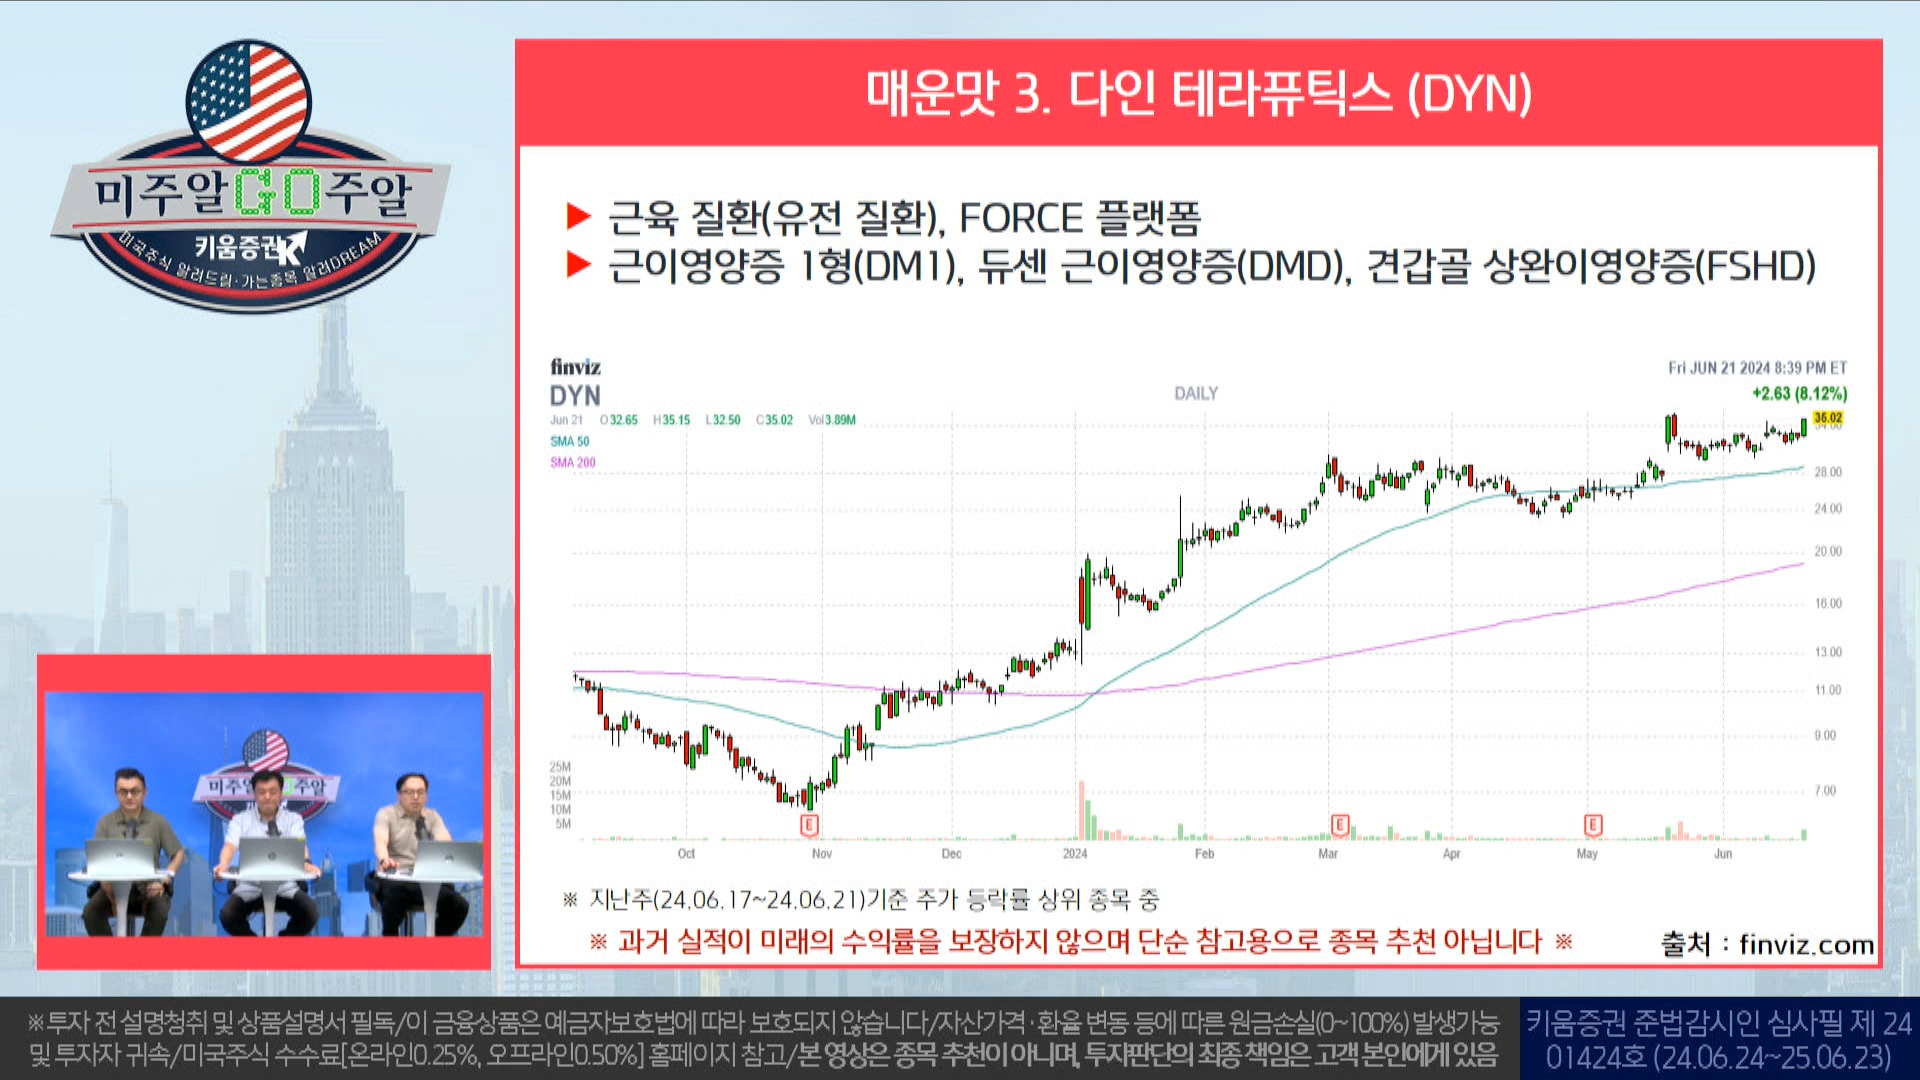 매운맛 3. 다인 테라퓨틱스 (DYN)
미주알GO주알
키움증권
미국주식 알려드림·가는종목 알려DREAM
▶ 근육 질환(유전 질환), FORCE 플랫폼
▶ 근이영양증 1형(DM1), 듀센 근이영양증(DMD), 견갑골 상완이영양증(FSHD)
finviz
Fri JUN 21 2024 8:39 PM ET
DYN
DAILY
+2.63 (8.12%)
Jun 21 O32.65 H35.15 L32.50 C35.02 Vol3.89M
35.02
SMA 50
SMA 200
28.00
24.00
20.00
16.00
13.00
11.00
9.00
7.00
25M
20M
15M
10M
5M
E E E
Oct Nov Dec 2024 Feb Mar Apr May Jun
※ 지난주(24.06.17~24.06.21)기준 주가 등락률 상위 종목 중
※ 과거 실적이 미래의 수익률을 보장하지 않으며 단순 참고용으로 종목 추천 아닙니다 ※
출처 : finviz.com
※투자 전 설명청취 및 상품설명서 필독/이 금융상품은 예금자보호법에 따라 보호되지 않습니다/자산가격·환율 변동 등에 따른 원금손실(0~100%) 발생가능
및 투자자 귀속/미국주식 수수료[온라인0.25%, 오프라인0.50%] 홈페이지 참고/본 영상은 종목 추천이 아니며, 투자판단의 최종 책임은 고객 본인에게 있음
키움증권 준법감시인 심사필 제 24
01424호 (24.06.24~25.06.23)